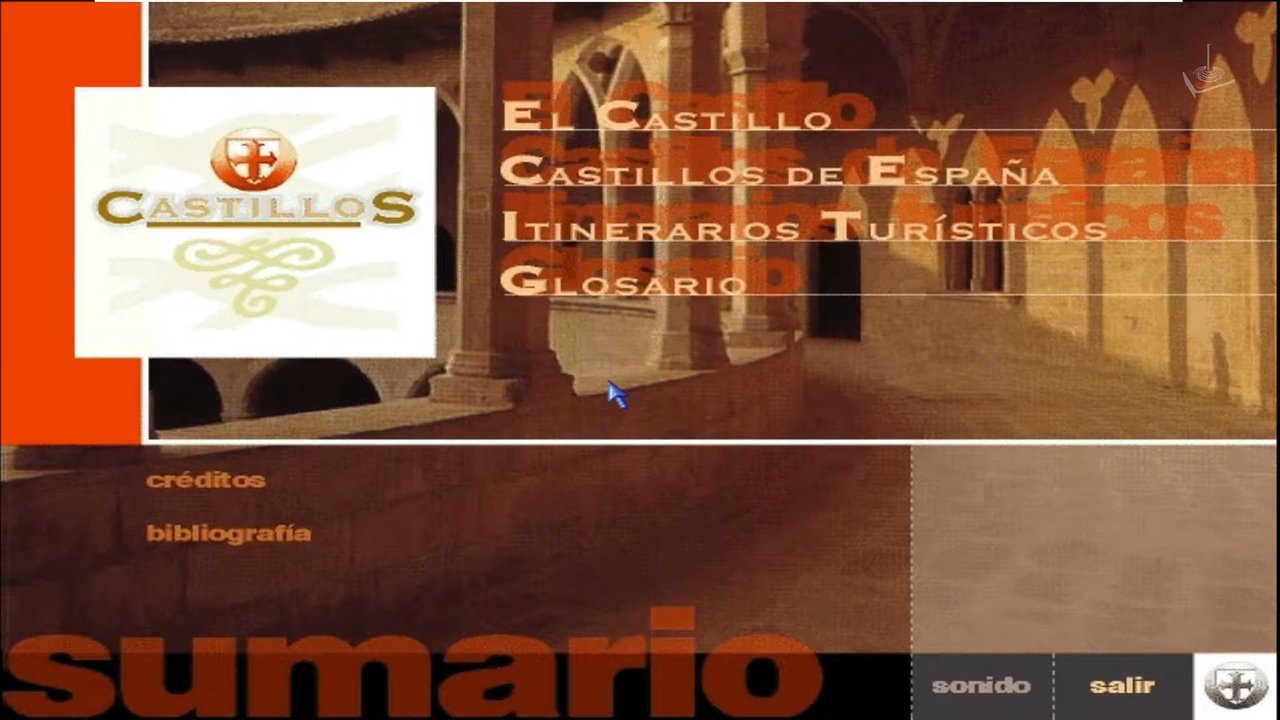 El Castillo
Castillos de España
Itinerarios Turísticos
Glosario
CastilloS
créditos
bibliografía
sumario
sonido
salir